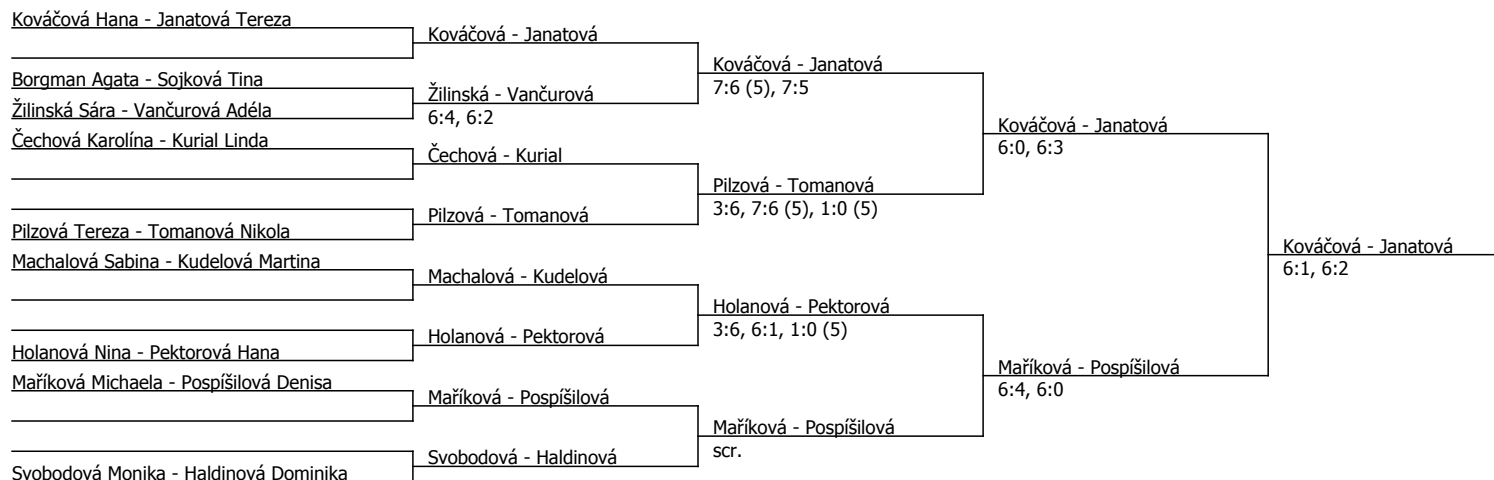 Kováčová Hana - Janatová Tereza
Borgman Agata - Sojková Tina
Žilinská Sára - Vančurová Adéla
Čechová Karolína - Kurial Linda
Pilzová Tereza - Tomanová Nikola
Machalová Sabina - Kudelová Martina
Holanová Nina - Pektorová Hana
Maříková Michaela - Pospíšilová Denisa
Svobodová Monika - Haldinová Dominika
Kováčová - Janatová
Žilinská - Vančurová
6:4, 6:2
Čechová - Kurial
Pilzová - Tomanová
Machalová - Kudelová
Holanová - Pektorová
Maříková - Pospíšilová
Svobodová - Haldinová
Kováčová - Janatová
7:6 (5), 7:5
Pilzová - Tomanová
3:6, 7:6 (5), 1:0 (5)
Holanová - Pektorová
3:6, 6:1, 1:0 (5)
Maříková - Pospíšilová
scr.
Kováčová - Janatová
6:0, 6:3
Maříková - Pospíšilová
6:4, 6:0
Kováčová - Janatová
6:1, 6:2